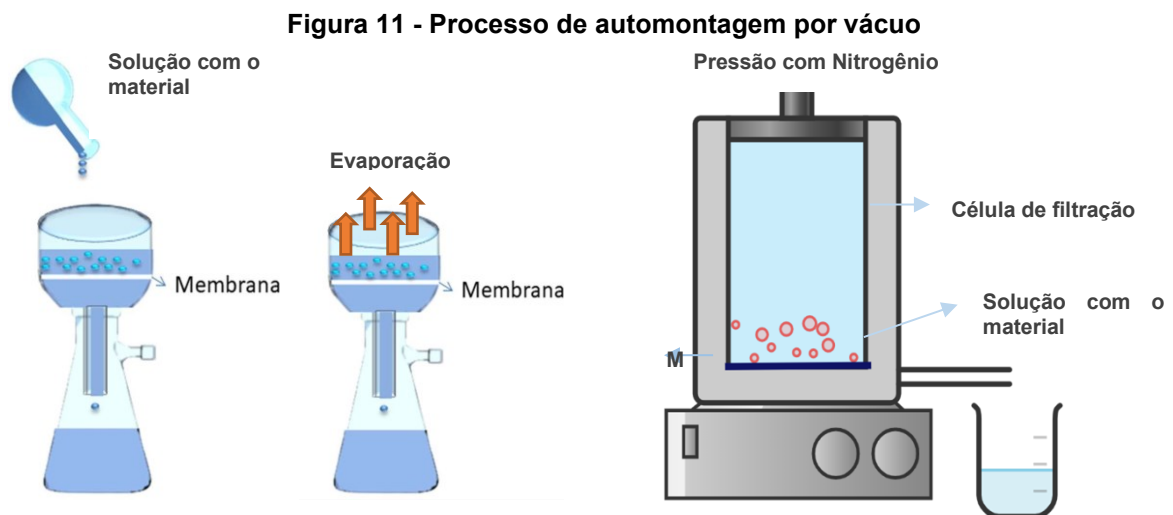 Figura 11 - Processo de automontagem por vácuo
Solução com o
material
Pressão com Nitrogênio
Evaporação
Célula de filtração
Membrana
Membrana
Solução com o
material
M